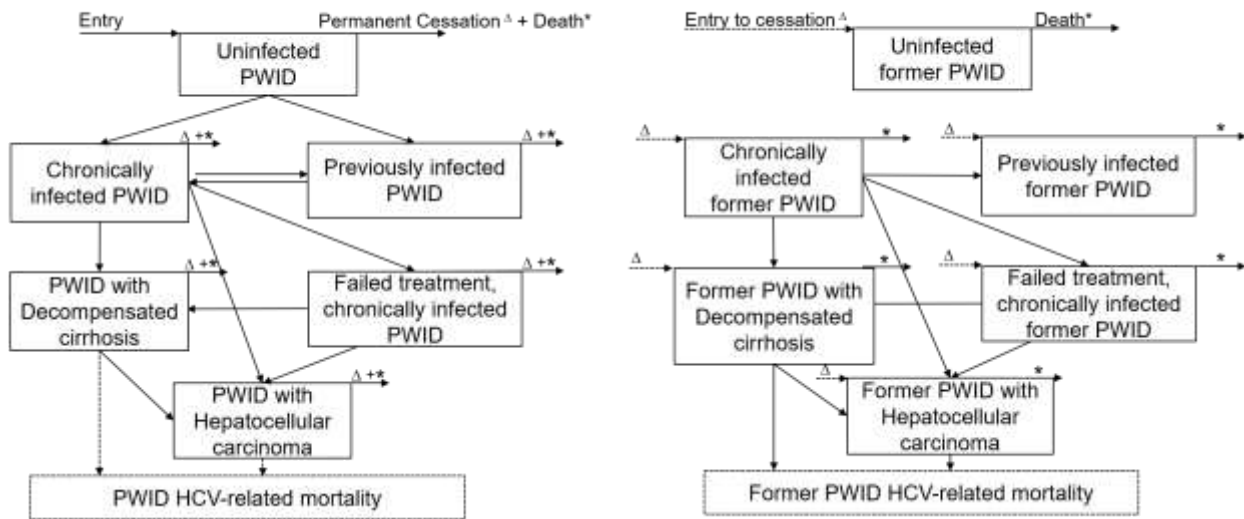 Entry
Permanent Cessation Δ + Death*
Uninfected
PWID
Δ +*
Chronically
infected PWID
Δ +*
Previously infected
PWID
Δ +*
PWID with
Decompensated
cirrhosis
Δ +*
Failed treatment,
chronically infected
PWID
Δ +*
PWID with
Hepatocellular
carcinoma
PWID HCV-related mortality
Entry to cessation Δ
Death*
Uninfected
former PWID
Δ
*
Chronically
infected
former PWID
Δ
*
Previously infected
former PWID
Δ
*
Former PWID with
Decompensated
cirrhosis
Δ
*
Failed treatment,
chronically infected
former PWID
Δ
*
Former PWID with
Hepatocellular
carcinoma
Former PWID HCV-related mortality